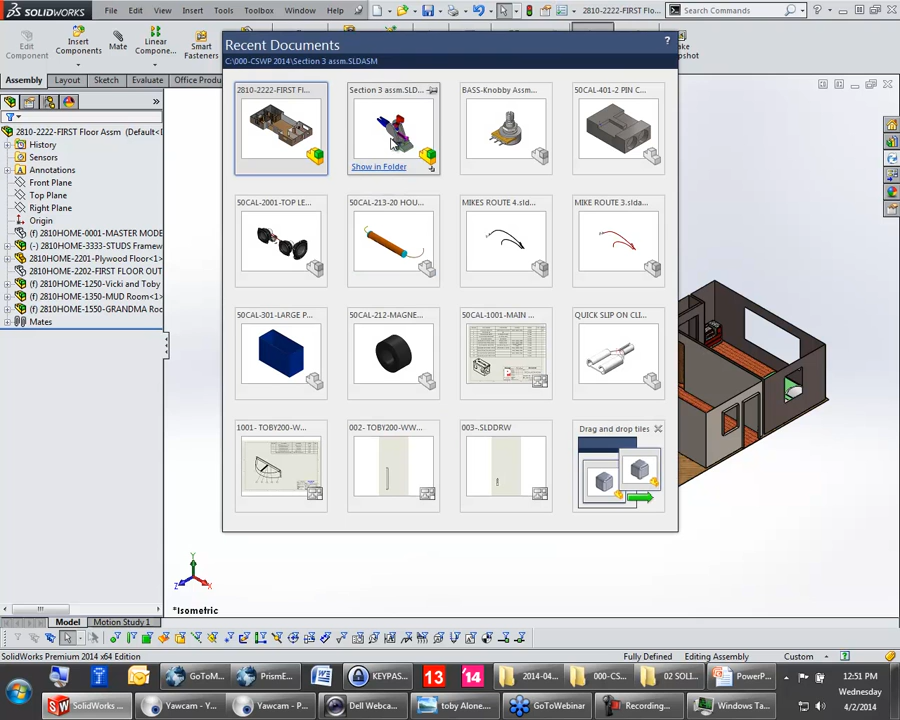 SOLIDWORKS
2810-2222-FIRST Flo...
Search Commands
Edit
Component
Insert
Components
Mate
Linear
Componen...
Smart
Fasteners
napshot
Assembly
Layout
Sketch
Evaluate
Office Produ
2810-2222-FIRST Floor Assm (Default<D
History
Sensors
Annotations
Front Plane
Top Plane
Right Plane
Origin
(f) 2810HOME-0001-MASTER MODE
(-) 2810HOME-3333-STUDS Framew
(f) 2810HOME-2201-Plywood Floor<1>
2810HOME-2202-FIRST FLOOR OUT
(f) 2810HOME-1250-Vicki and Toby
(f) 2810HOME-1350-MUD Room<1>
(f) 2810HOME-1550-GRANDMA Ro
Mates
Recent Documents
?
C:\000-CSWP 2014\Section 3 assm.SLDASM
2810-2222-FIRST Fl...
Section 3 assm.SLD...
BASS-Knobby Assm...
50CAL-401-2 PIN C...
Show in Folder
50CAL-2001-TOP LE...
50CAL-213-20 HOU...
MIKES ROUTE 4.sld...
MIKE ROUTE 3.slda...
50CAL-301-LARGE P...
50CAL-212-MAGNE...
50CAL-1001-MAIN ...
QUICK SLIP ON CLI...
1001- TOBY200-W...
002- TOBY200-WW...
003-.SLDDRW
Drag and drop tiles
Y
Z
X
*Isometric
Model
Motion Study 1
SolidWorks Premium 2014 x64 Edition
Fully Defined
Editing Assembly
Custom
GoToM...
PrismE...
KEYPAS...
13
'14
2014-04...
000-CS...
02 SOLI...
PowerP...
12:51 PM
Wednesday
4/2/2014
SolidWorks ...
Yawcam - Y...
Yawcam - P...
Dell Webca...
toby Alone....
GoToWebinar
Recording...
Windows Ta...